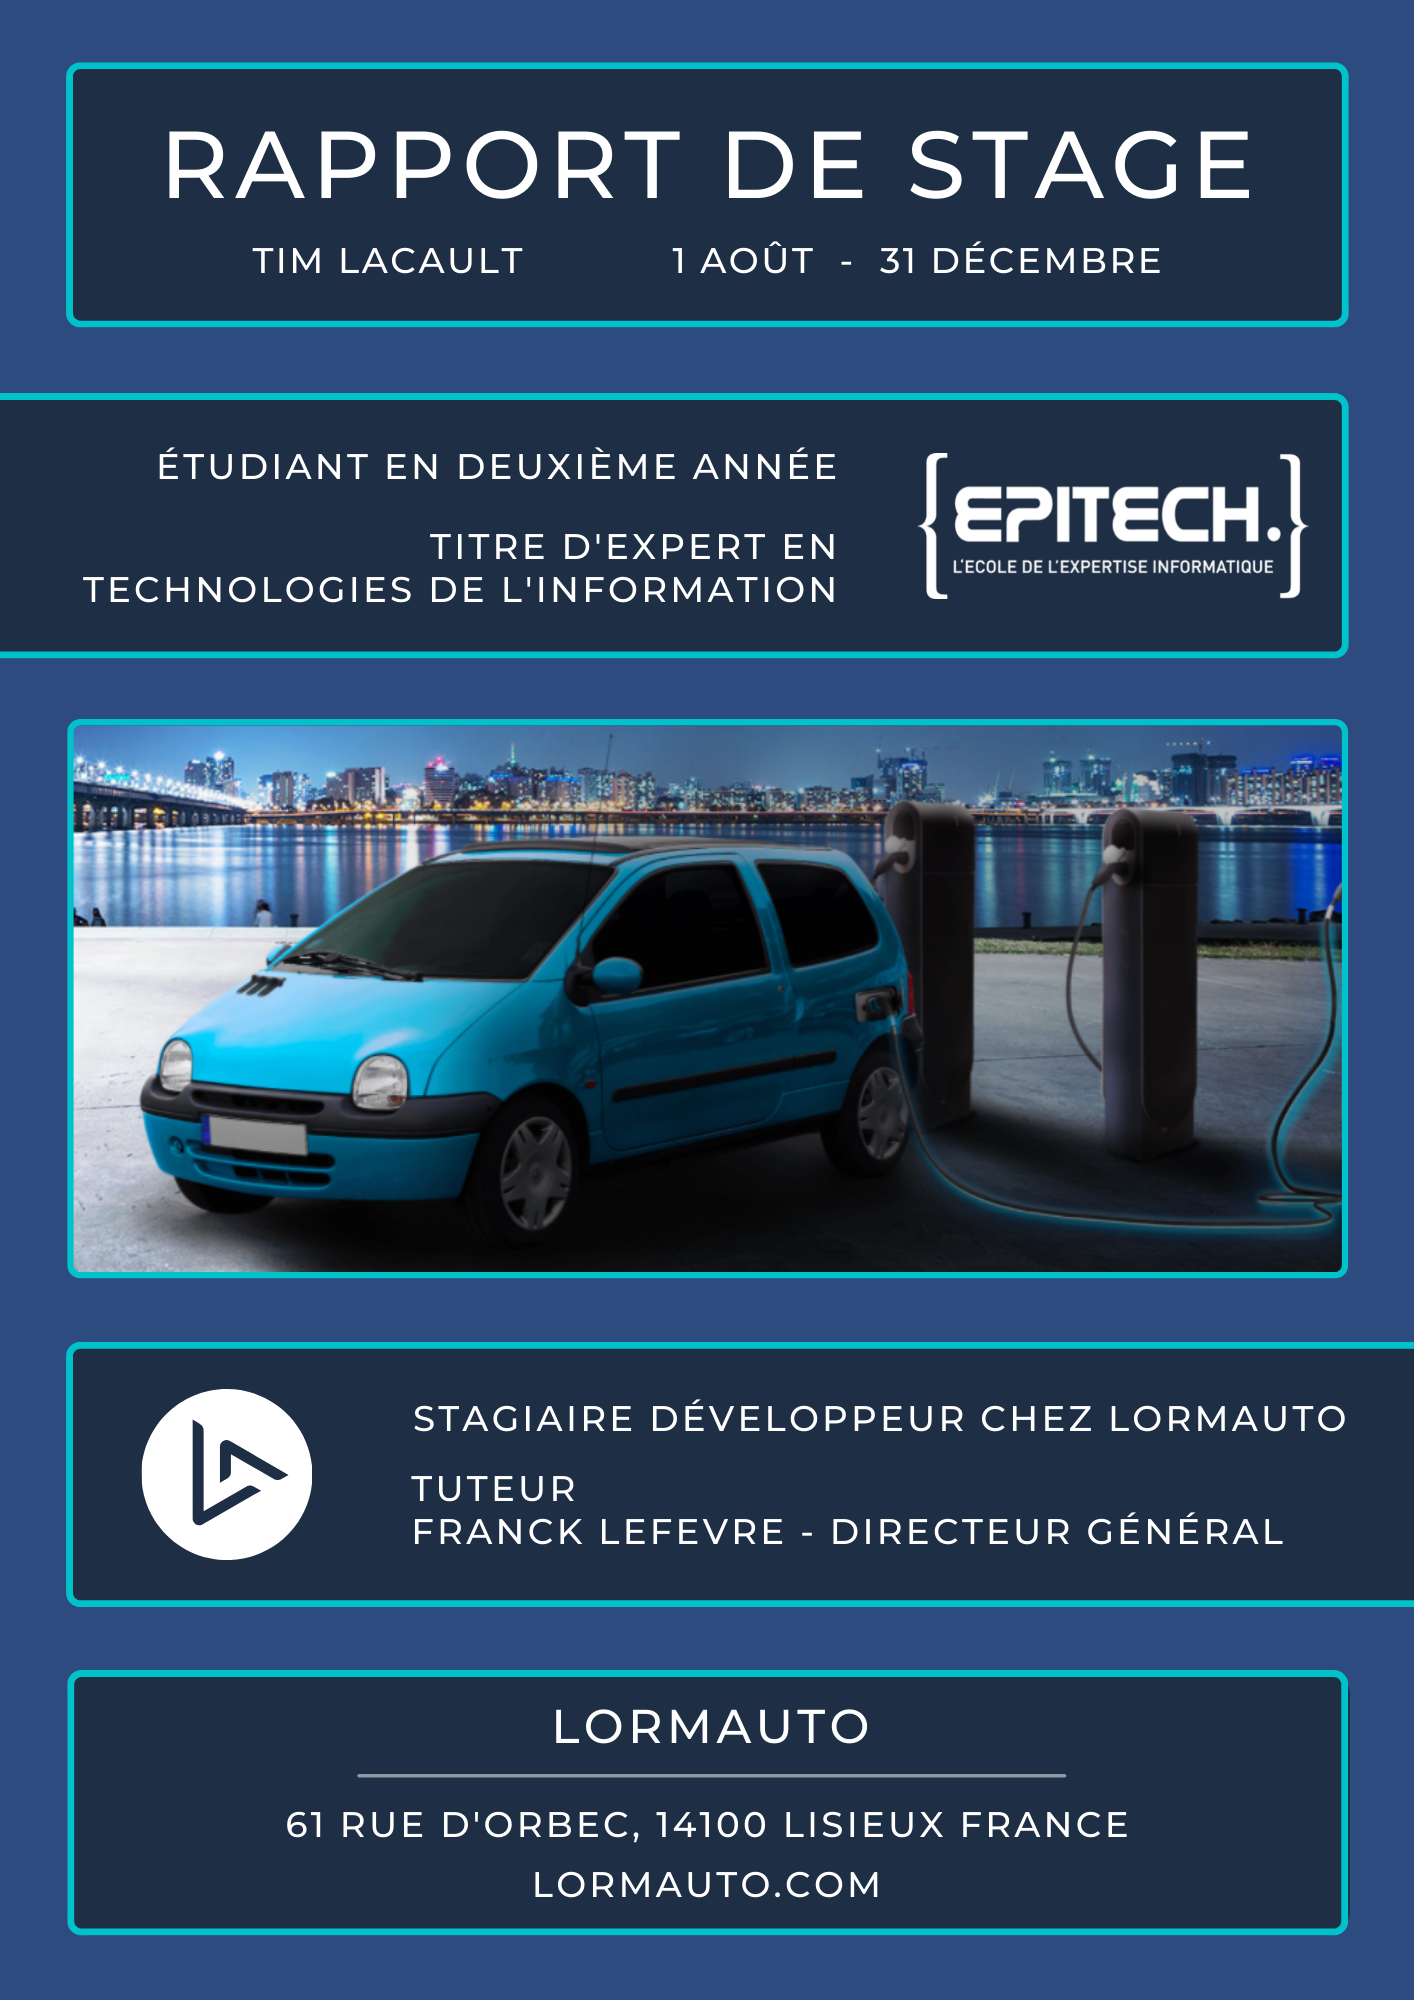 RAPPORT DE STAGE
TIM LACAULT 1 AOÛT - 31 DÉCEMBRE
ÉTUDIANT EN DEUXIÈME ANNÉE
TITRE D'EXPERT EN
TECHNOLOGIES DE L'INFORMATION
{EPITECH.}
L'ECOLE DE L'EXPERTISE INFORMATIQUE
STAGIAIRE DÉVELOPPEUR CHEZ LORMAUTO
TUTEUR
FRANCK LEFEVRE - DIRECTEUR GÉNÉRAL
LORMAUTO
61 RUE D'ORBEC, 14100 LISIEUX FRANCE
LORMAUTO.COM